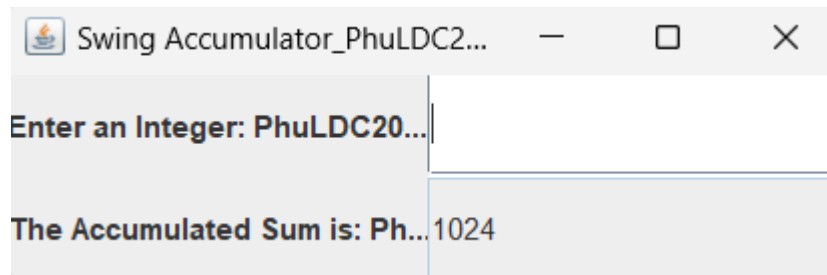 Swing Accumulator_PhuLDC2...
Enter an Integer: PhuLDC20...
The Accumulated Sum is: Ph... 1024